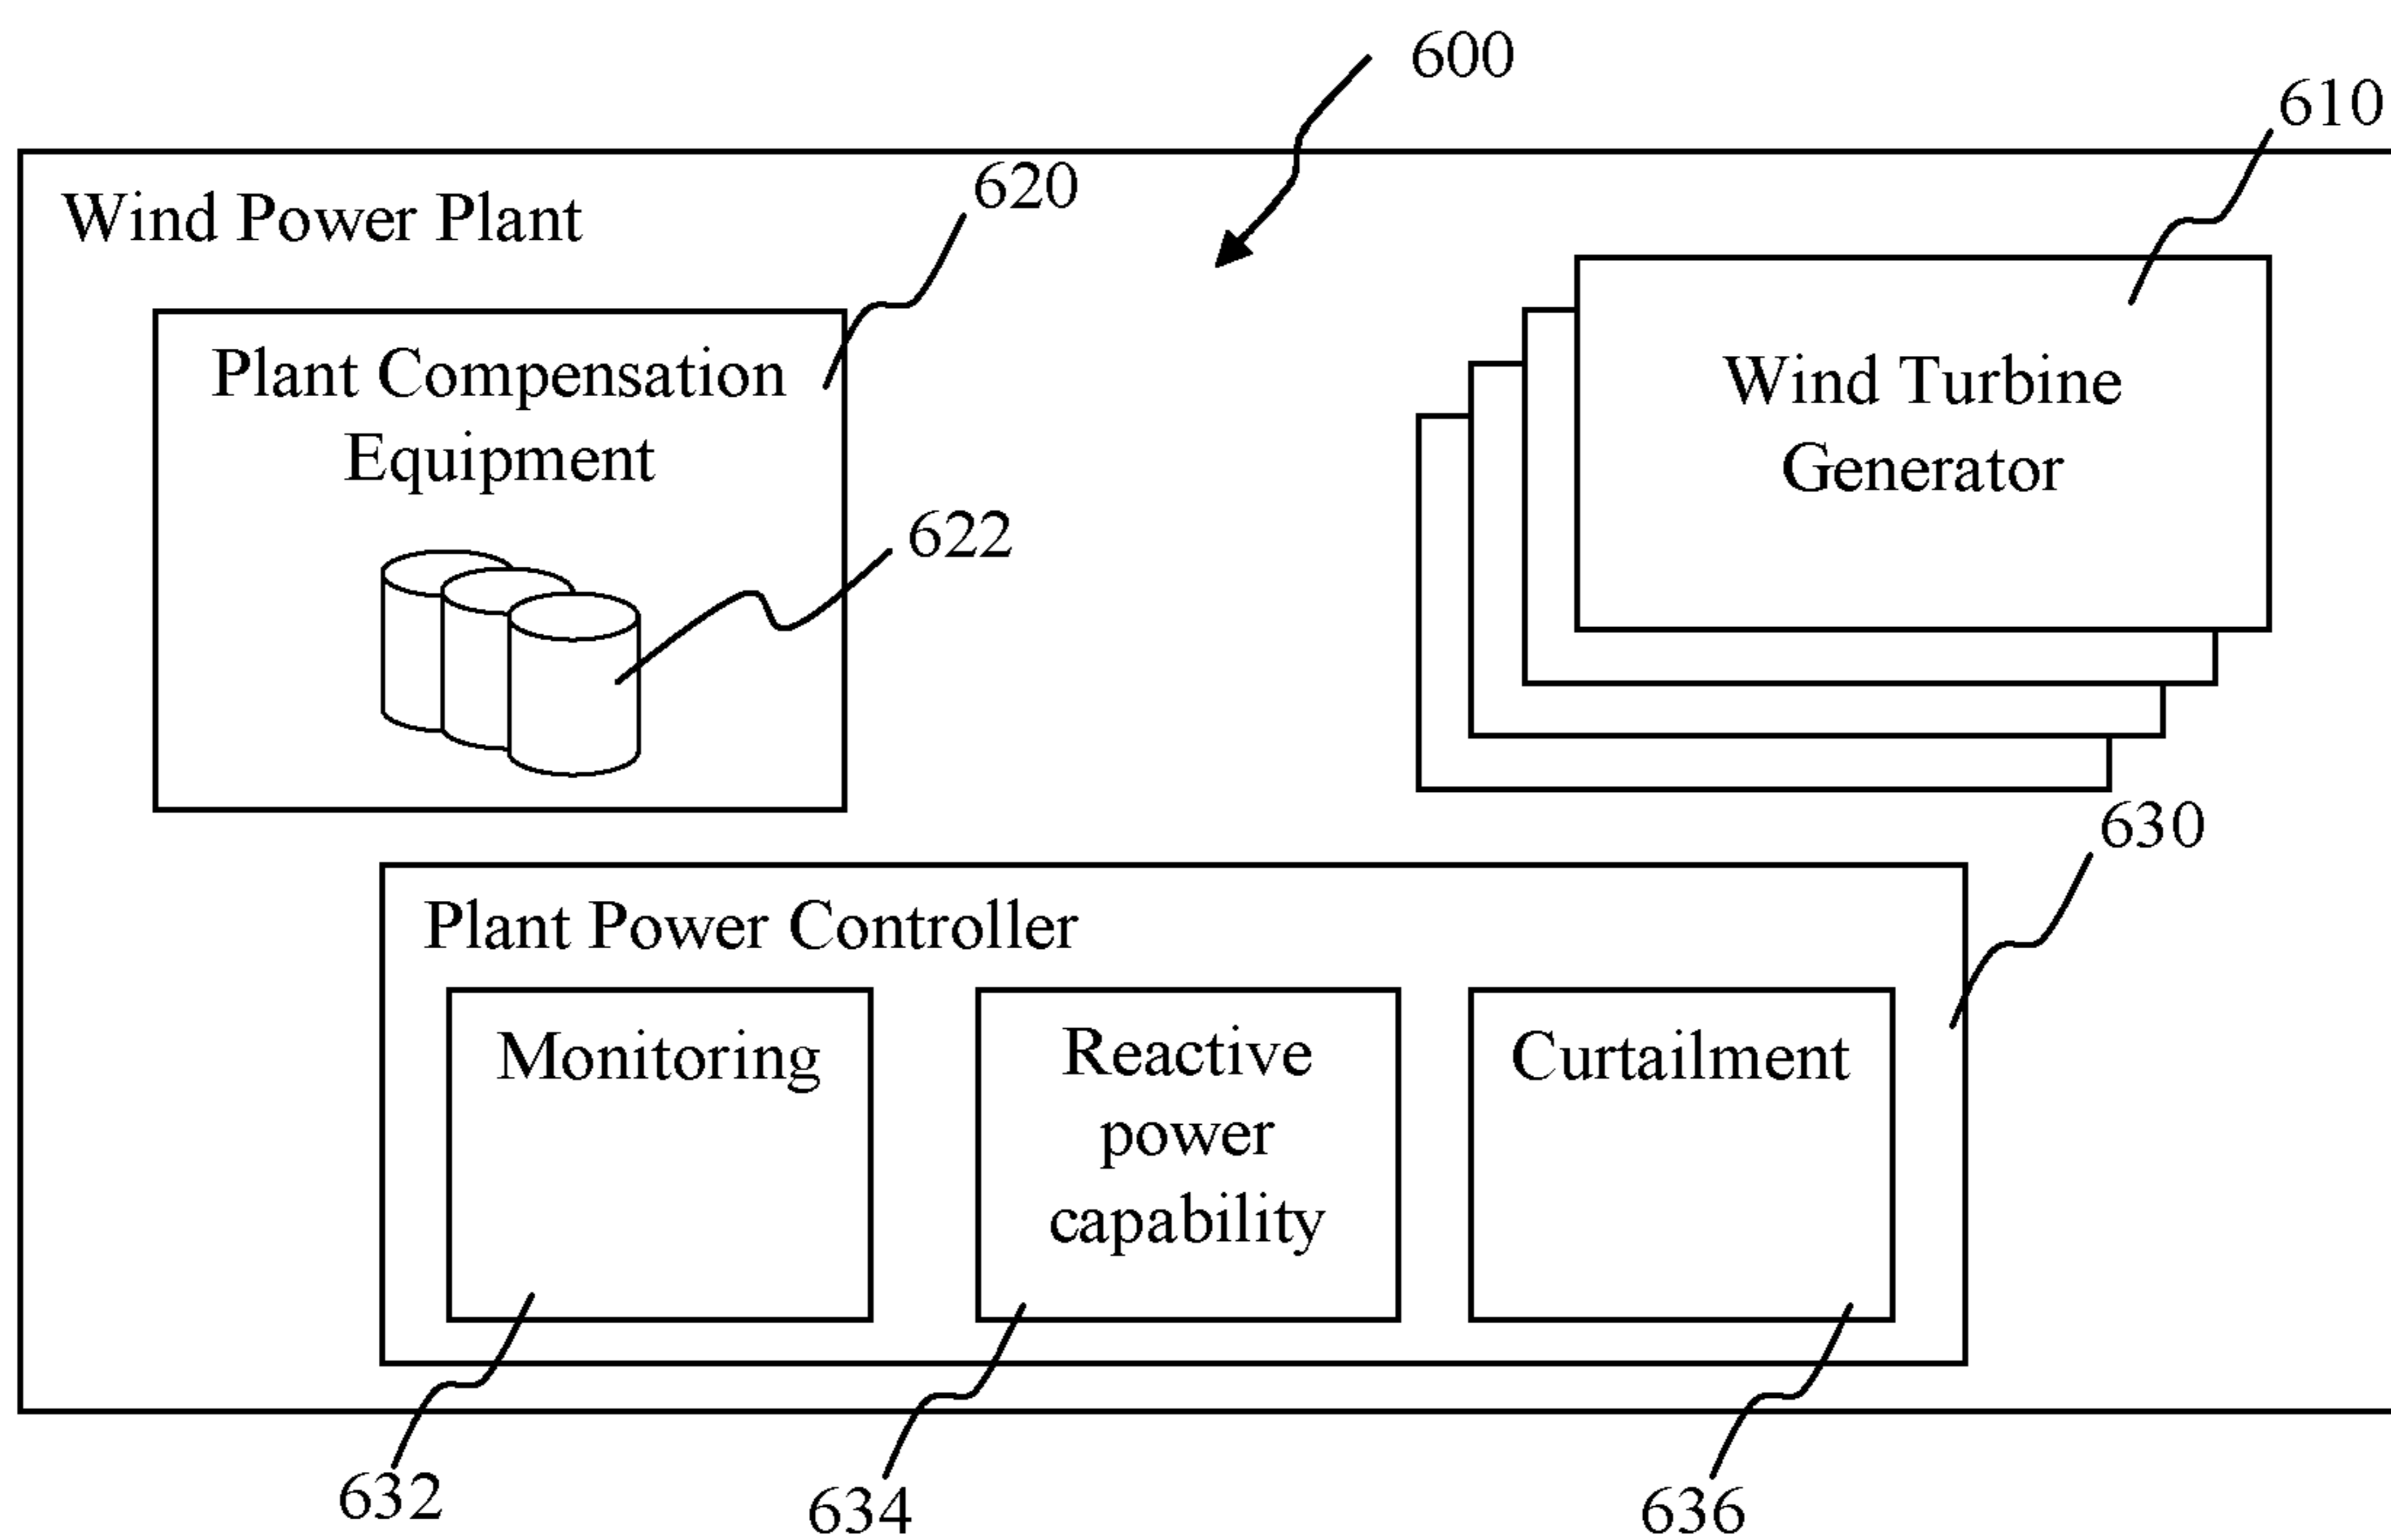 600
610
620
Wind Power Plant
Plant Compensation
Equipment
622
Wind Turbine
Generator
630
Plant Power Controller
Monitoring
Reactive
power
capability
Curtailment
632
634
636